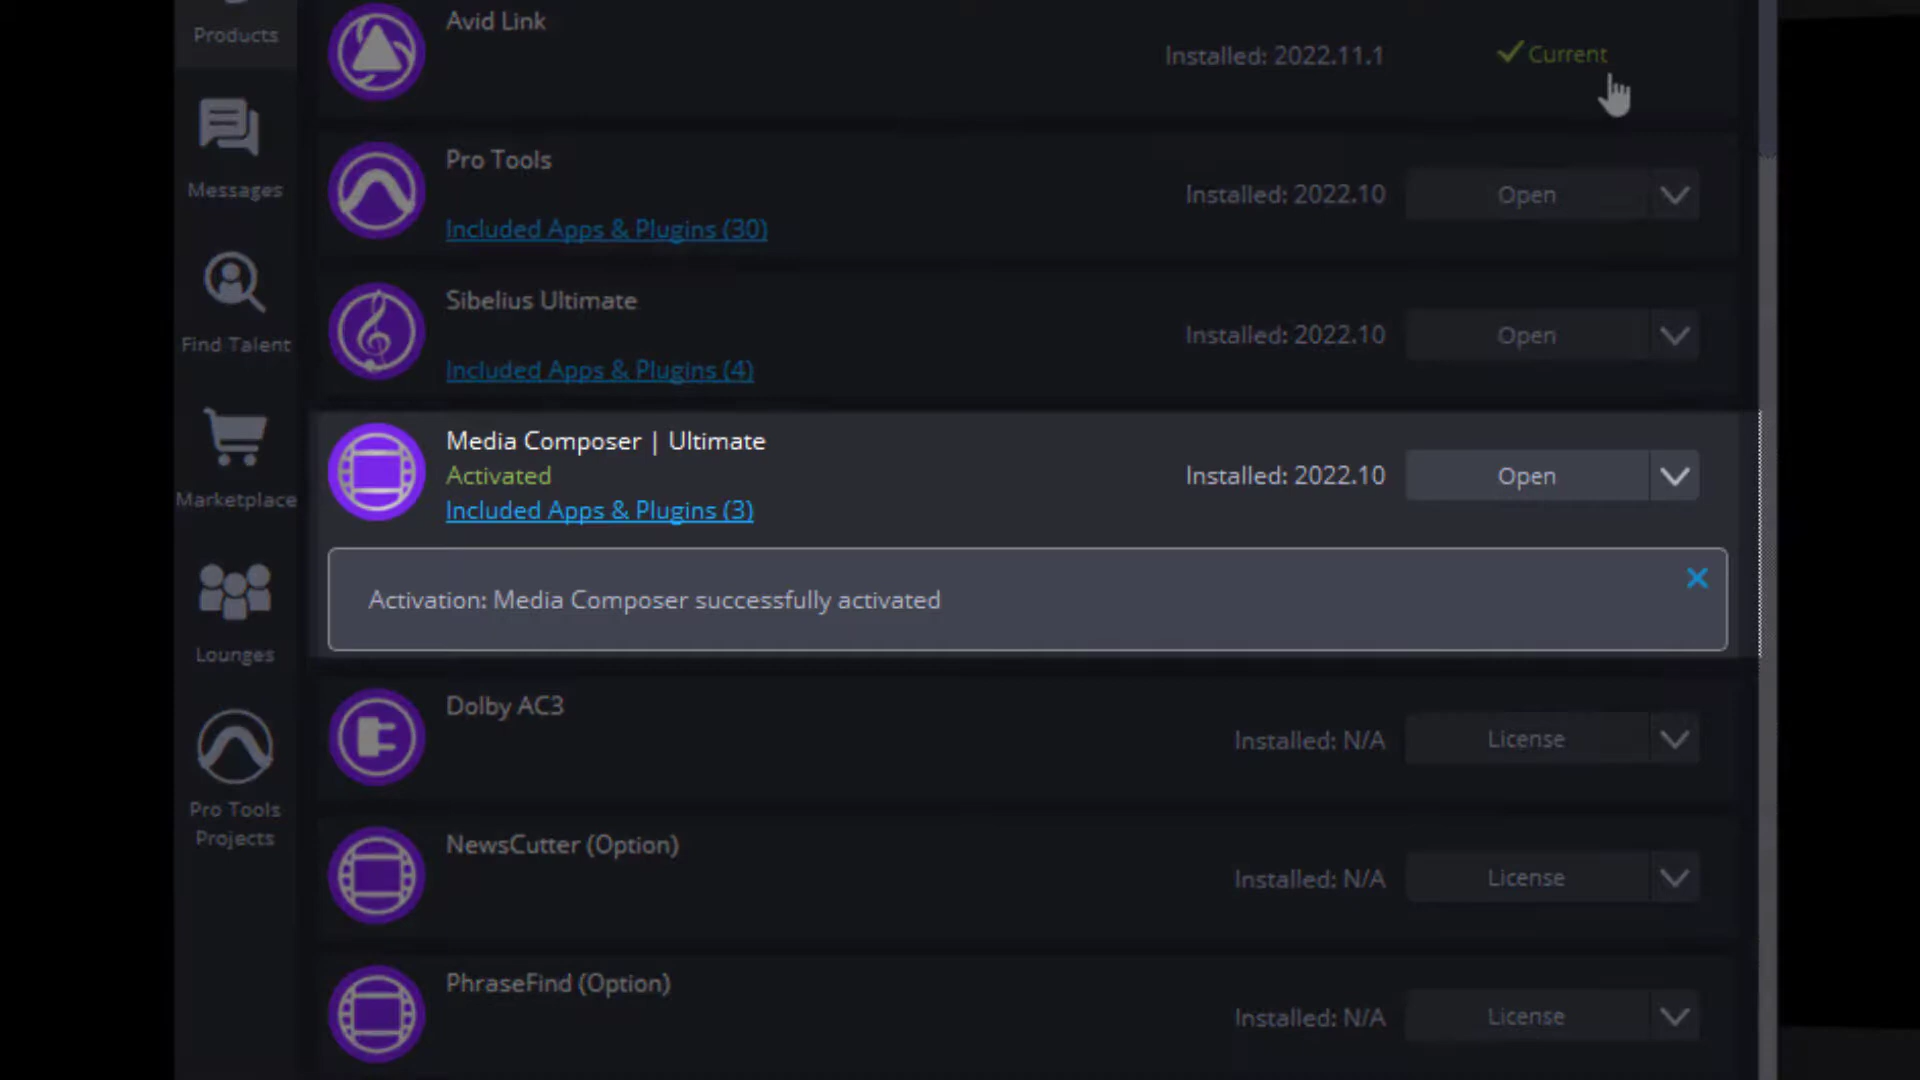 Products
Messages
Find Talent
Marketplace
Lounges
Pro Tools
Projects
Avid Link
Installed: 2022.11.1
Current
Pro Tools
Included Apps & Plugins (30)
Installed: 2022.10
Open
Sibelius Ultimate
Included Apps & Plugins (4)
Installed: 2022.10
Open
Media Composer | Ultimate
Activated
Included Apps & Plugins (3)
Installed: 2022.10
Open
Activation: Media Composer successfully activated
Dolby AC3
Installed: N/A
License
NewsCutter (Option)
Installed: N/A
License
PhraseFind (Option)
Installed: N/A
License